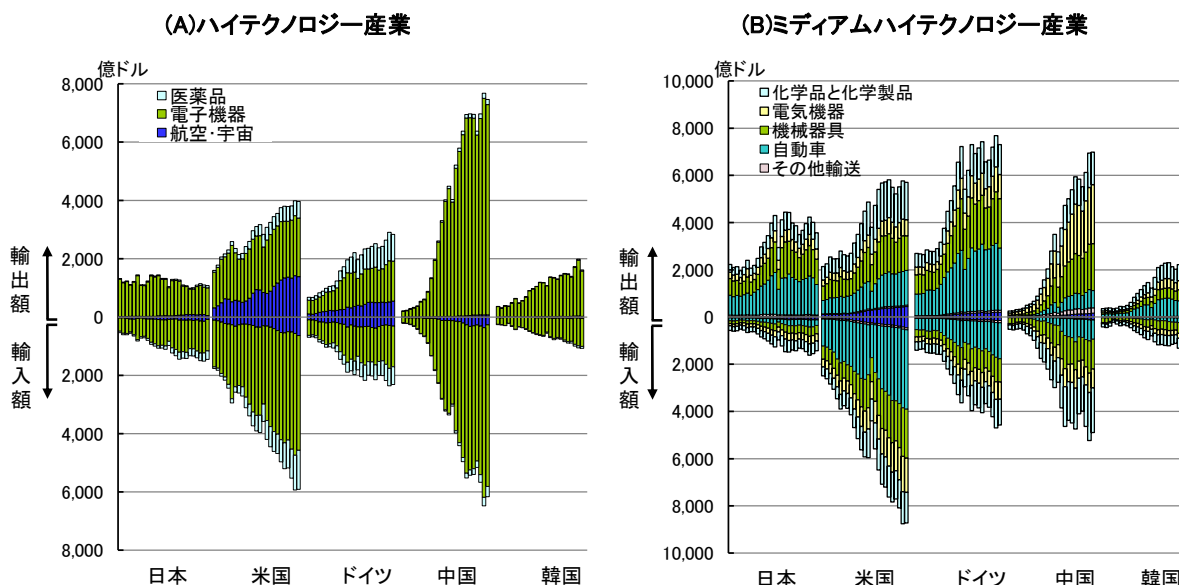 (A)ハイテクノロジー産業
億ドル
8,000
6,000
4,000
2,000
0
2,000
4,000
6,000
8,000
医薬品
電子機器
航空・宇宙
輸出額
輸入額
日本
米国
ドイツ
中国
韓国
(B)ミディアムハイテクノロジー産業
億ドル
10,000
8,000
6,000
4,000
2,000
0
2,000
4,000
6,000
8,000
10,000
化学品と化学製品
電気機器
機械器具
自動車
その他輸送
輸出額
輸入額
日本
米国
ドイツ
中国
韓国